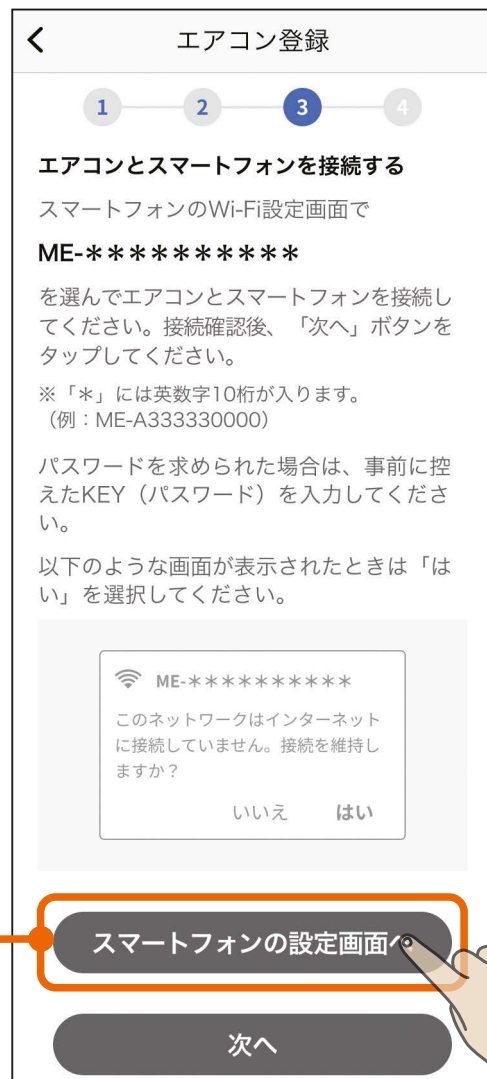 エアコン登録
1 2 3 4
エアコンとスマートフォンを接続する
スマートフォンのWi-Fi設定画面で
ME-＊＊＊＊＊＊＊＊＊＊
を選んでエアコンとスマートフォンを接続し
てください。接続確認後、「次へ」ボタンを
タップしてください。
※「＊」には英数字10桁が入ります。
（例：ME-A333330000）
パスワードを求められた場合は、事前に控
えたKEY（パスワード）を入力してくださ
い。
以下のような画面が表示されたときは「は
い」を選択してください。
ME-＊＊＊＊＊＊＊＊＊＊
このネットワークはインターネット
に接続していません。接続を維持し
ますか？
いいえ はい
スマートフォンの設定画面へ
次へ